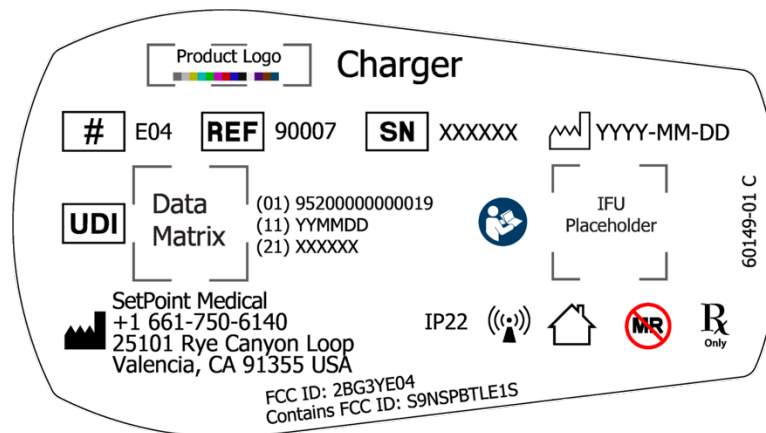 Product Logo
Charger
# E04 REF 90007 SN XXXXXX YYYY-MM-DD
UDI
Data
Matrix
(01) 95200000000019
(11) YYMMDD
(21) XXXXXX
IFU
Placeholder
60149-01 C
SetPoint Medical
+1 661-750-6140
25101 Rye Canyon Loop
Valencia, CA 91355 USA
IP22
MR
Rx
Only
FCC ID: 2BG3YE04
Contains FCC ID: S9NSPBTLE1S